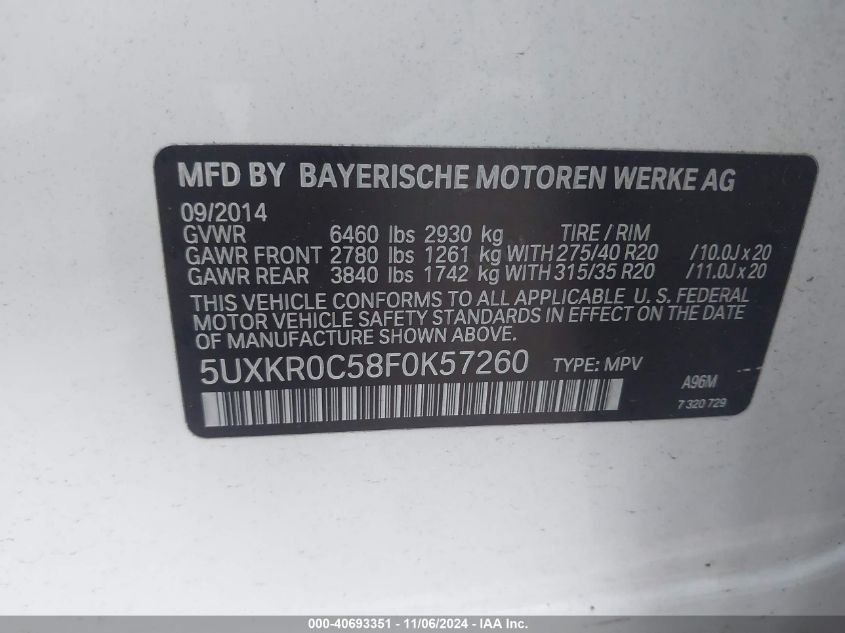 MFD BY BAYERISCHE MOTOREN WERKE AG
09/2014
GVWR 6460 lbs 2930 kg TIRE / RIM
GAWR FRONT 2780 lbs 1261 kg WITH 275/40 R20 /10.0J x 20
GAWR REAR 3840 lbs 1742 kg WITH 315/35 R20 /11.0J x 20
THIS VEHICLE CONFORMS TO ALL APPLICABLE U.S. FEDERAL
MOTOR VEHICLE SAFETY STANDARDS IN EFFECT ON THE DATE
OF MANUFACTURE SHOWN ABOVE.
5UXKR0C58F0K57260 TYPE: MPV
A96M
7 320 729
000-40693351 - 11/06/2024 - IAA Inc.